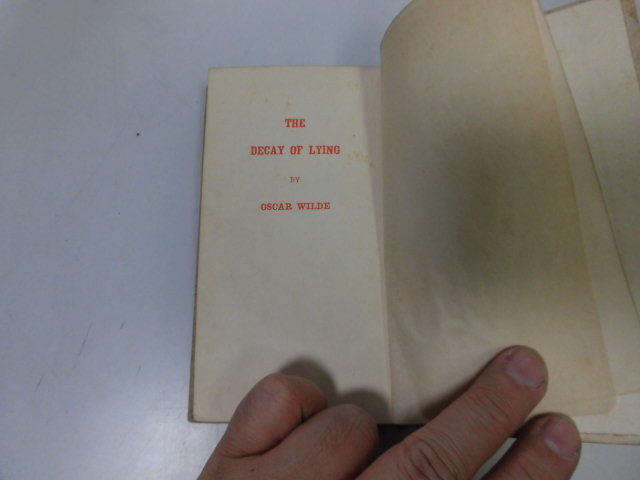 THE
DECAY OF LYING
BY
OSCAR WILDE